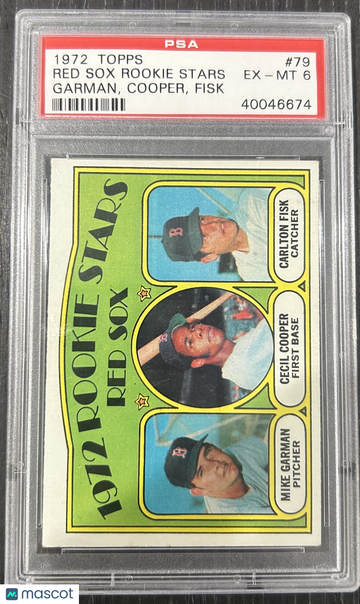 PSA
1972 TOPPS #79
RED SOX ROOKIE STARS EX - MT 6
GARMAN, COOPER, FISK
40046674
1972 ROOKIE STARS
RED SOX
CARLTON FISK
CATCHER
CECIL COOPER
FIRST BASE
MIKE GARMAN
PITCHER
mascot